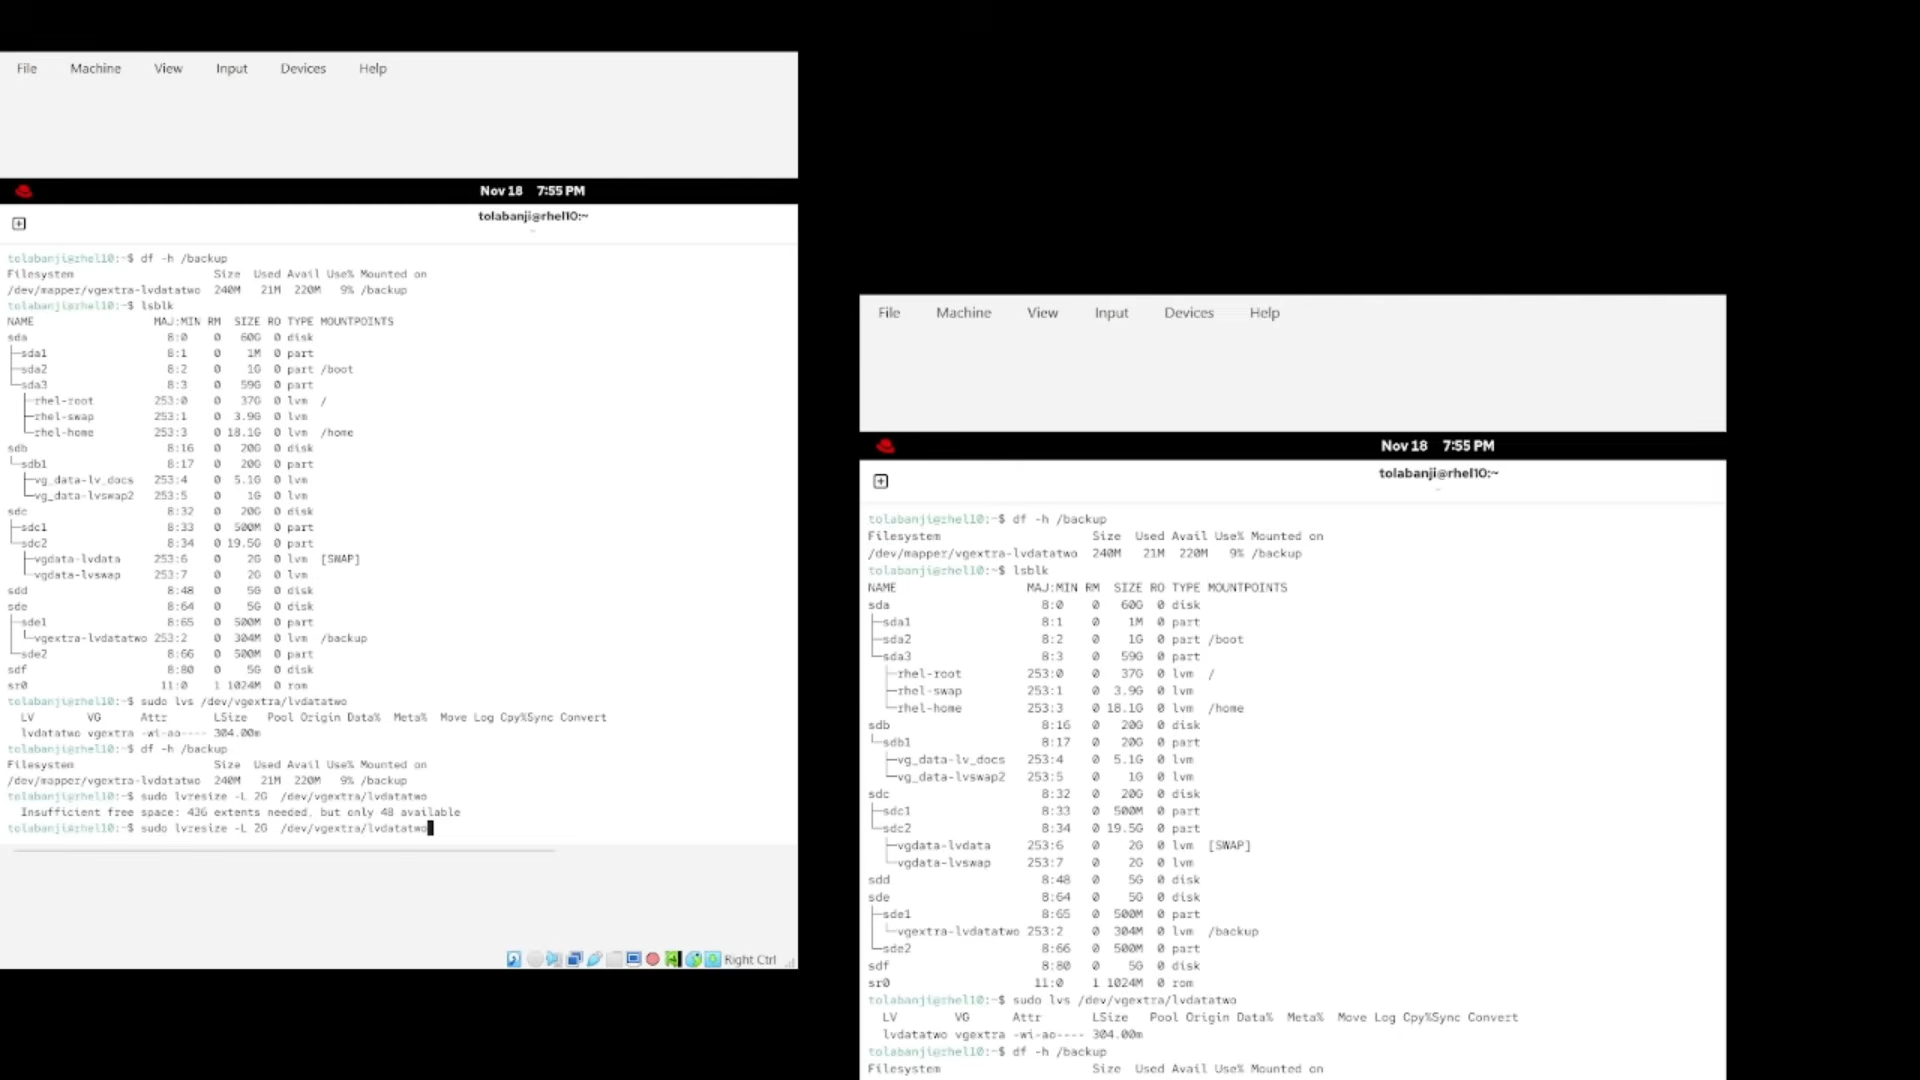 File Machine View Input Devices Help
Nov 18 7:55 PM
tolabanji@rhel10:~
tolabanji@rhel10:~$ df -h /backup
Filesystem Size Used Avail Use% Mounted on
/dev/mapper/vgextra-lvdatatwo 240M 21M 220M 9% /backup
tolabanji@rhel10:~$ lsblk
NAME MAJ:MIN RM SIZE RO TYPE MOUNTPOINTS
sda 8:0 0 60G 0 disk
├─sda1 8:1 0 1M 0 part
├─sda2 8:2 0 1G 0 part /boot
└─sda3 8:3 0 59G 0 part
├─rhel-root 253:0 0 37G 0 lvm /
├─rhel-swap 253:1 0 3.9G 0 lvm
└─rhel-home 253:3 0 18.1G 0 lvm /home
sdb 8:16 0 20G 0 disk
└─sdb1 8:17 0 20G 0 part
├─vg_data-lv_docs 253:4 0 5.1G 0 lvm
└─vg_data-lvswap2 253:5 0 1G 0 lvm
sdc 8:32 0 20G 0 disk
├─sdc1 8:33 0 500M 0 part
└─sdc2 8:34 0 19.5G 0 part
├─vgdata-lvdata 253:6 0 2G 0 lvm [SWAP]
└─vgdata-lvswap 253:7 0 2G 0 lvm
sdd 8:48 0 5G 0 disk
sde 8:64 0 5G 0 disk
├─sde1 8:65 0 500M 0 part
│ └─vgextra-lvdatatwo 253:2 0 304M 0 lvm /backup
└─sde2 8:66 0 500M 0 part
sdf 8:80 0 5G 0 disk
sr0 11:0 1 1024M 0 rom
tolabanji@rhel10:~$ sudo lvs /dev/vgextra/lvdatatwo
LV VG Attr LSize Pool Origin Data% Meta% Move Log Cpy%Sync Convert
lvdatatwo vgextra -wi-ao---- 304.00m
tolabanji@rhel10:~$ df -h /backup
Filesystem Size Used Avail Use% Mounted on
/dev/mapper/vgextra-lvdatatwo 240M 21M 220M 9% /backup
tolabanji@rhel10:~$ sudo lvresize -L 2G /dev/vgextra/lvdatatwo
Insufficient free space: 436 extents needed, but only 48 available
tolabanji@rhel10:~$ sudo lvresize -L 2G /dev/vgextra/lvdatatwo
Right Ctrl
File Machine View Input Devices Help
Nov 18 7:55 PM
tolabanji@rhel10:~
tolabanji@rhel10:~$ df -h /backup
Filesystem Size Used Avail Use% Mounted on
/dev/mapper/vgextra-lvdatatwo 240M 21M 220M 9% /backup
tolabanji@rhel10:~$ lsblk
NAME MAJ:MIN RM SIZE RO TYPE MOUNTPOINTS
sda 8:0 0 60G 0 disk
├─sda1 8:1 0 1M 0 part
├─sda2 8:2 0 1G 0 part /boot
└─sda3 8:3 0 59G 0 part
├─rhel-root 253:0 0 37G 0 lvm /
├─rhel-swap 253:1 0 3.9G 0 lvm
└─rhel-home 253:3 0 18.1G 0 lvm /home
sdb 8:16 0 20G 0 disk
└─sdb1 8:17 0 20G 0 part
├─vg_data-lv_docs 253:4 0 5.1G 0 lvm
└─vg_data-lvswap2 253:5 0 1G 0 lvm
sdc 8:32 0 20G 0 disk
├─sdc1 8:33 0 500M 0 part
└─sdc2 8:34 0 19.5G 0 part
├─vgdata-lvdata 253:6 0 2G 0 lvm [SWAP]
└─vgdata-lvswap 253:7 0 2G 0 lvm
sdd 8:48 0 5G 0 disk
sde 8:64 0 5G 0 disk
├─sde1 8:65 0 500M 0 part
│ └─vgextra-lvdatatwo 253:2 0 304M 0 lvm /backup
└─sde2 8:66 0 500M 0 part
sdf 8:80 0 5G 0 disk
sr0 11:0 1 1024M 0 rom
tolabanji@rhel10:~$ sudo lvs /dev/vgextra/lvdatatwo
LV VG Attr LSize Pool Origin Data% Meta% Move Log Cpy%Sync Convert
lvdatatwo vgextra -wi-ao---- 304.00m
tolabanji@rhel10:~$ df -h /backup
Filesystem Size Used Avail Use% Mounted on